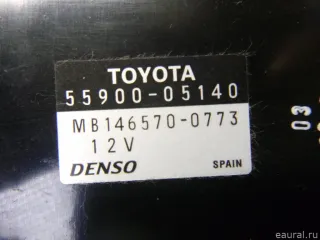 TOYOTA
55900-05140
MB146570-0773
12V
DENSO SPAIN
03
© eaural.ru